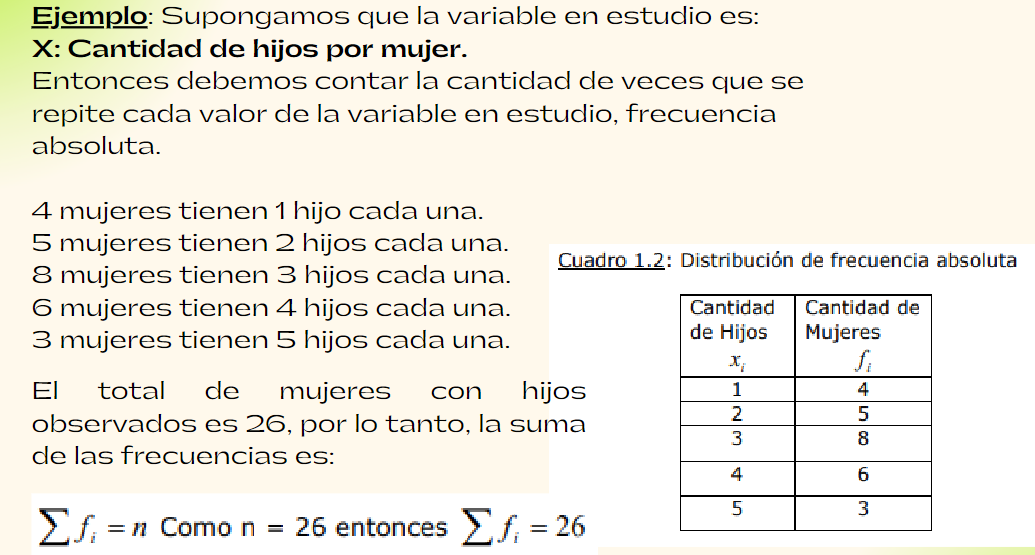 Ejemplo: Supongamos que la variable en estudio es:
X: Cantidad de hijos por mujer.
Entonces debemos contar la cantidad de veces que se
repite cada valor de la variable en estudio, frecuencia
absoluta.
4 mujeres tienen 1 hijo cada una.
5 mujeres tienen 2 hijos cada una.
8 mujeres tienen 3 hijos cada una.
6 mujeres tienen 4 hijos cada una.
3 mujeres tienen 5 hijos cada una.
El total de mujeres con hijos
observados es 26, por lo tanto, la suma
de las frecuencias es:
∑ fᵢ = n Como n = 26 entonces ∑ fᵢ = 26
Cuadro 1.2: Distribución de frecuencia absoluta
Cantidad de Hijos xᵢ | Cantidad de Mujeres fᵢ
1 | 4
2 | 5
3 | 8
4 | 6
5 | 3